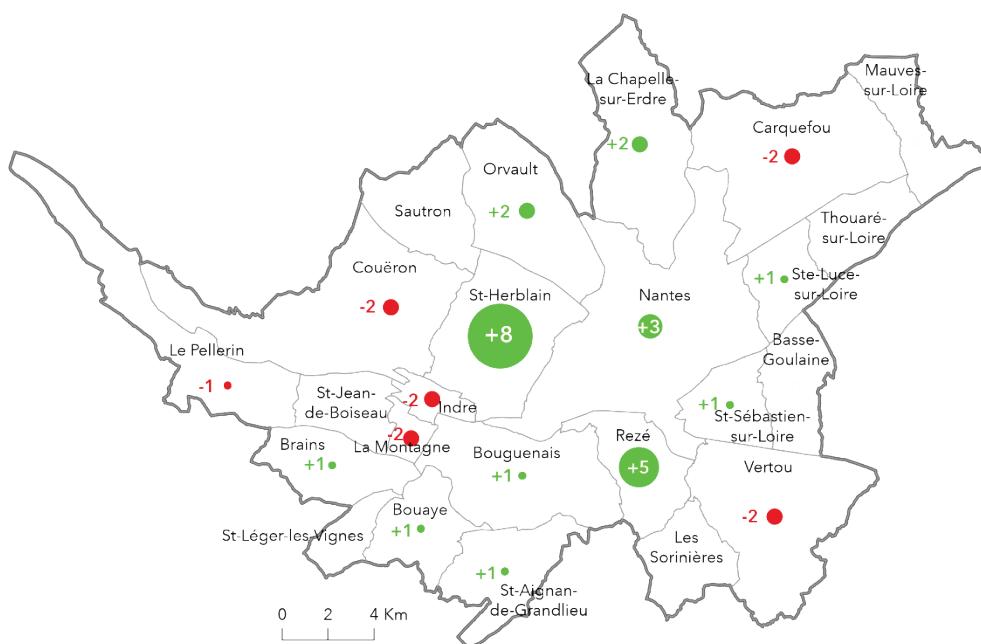 La Chapelle-
sur-Erdre
+2
Mauves-
sur-Loire
Carquefou
-2
Orvault
+2
Sautron
Thouaré-
sur-Loire
Couëron
-2
St-Herblain
+8
Nantes
+3
+1
Ste-Luce-
sur-Loire
Basse-
Goulaine
Le Pellerin
-1
St-Jean-
de-Boiseau
-2
Indre
+1
St-Sébastien-
sur-Loire
-2
La Montagne
Brains
+1
Bouguenais
+1
Rezé
+5
Vertou
-2
Bouaye
+1
St-Léger-les-Vignes
Les
Sorinières
+1
St-Aignan-
de-Grandlieu
0 2 4 Km